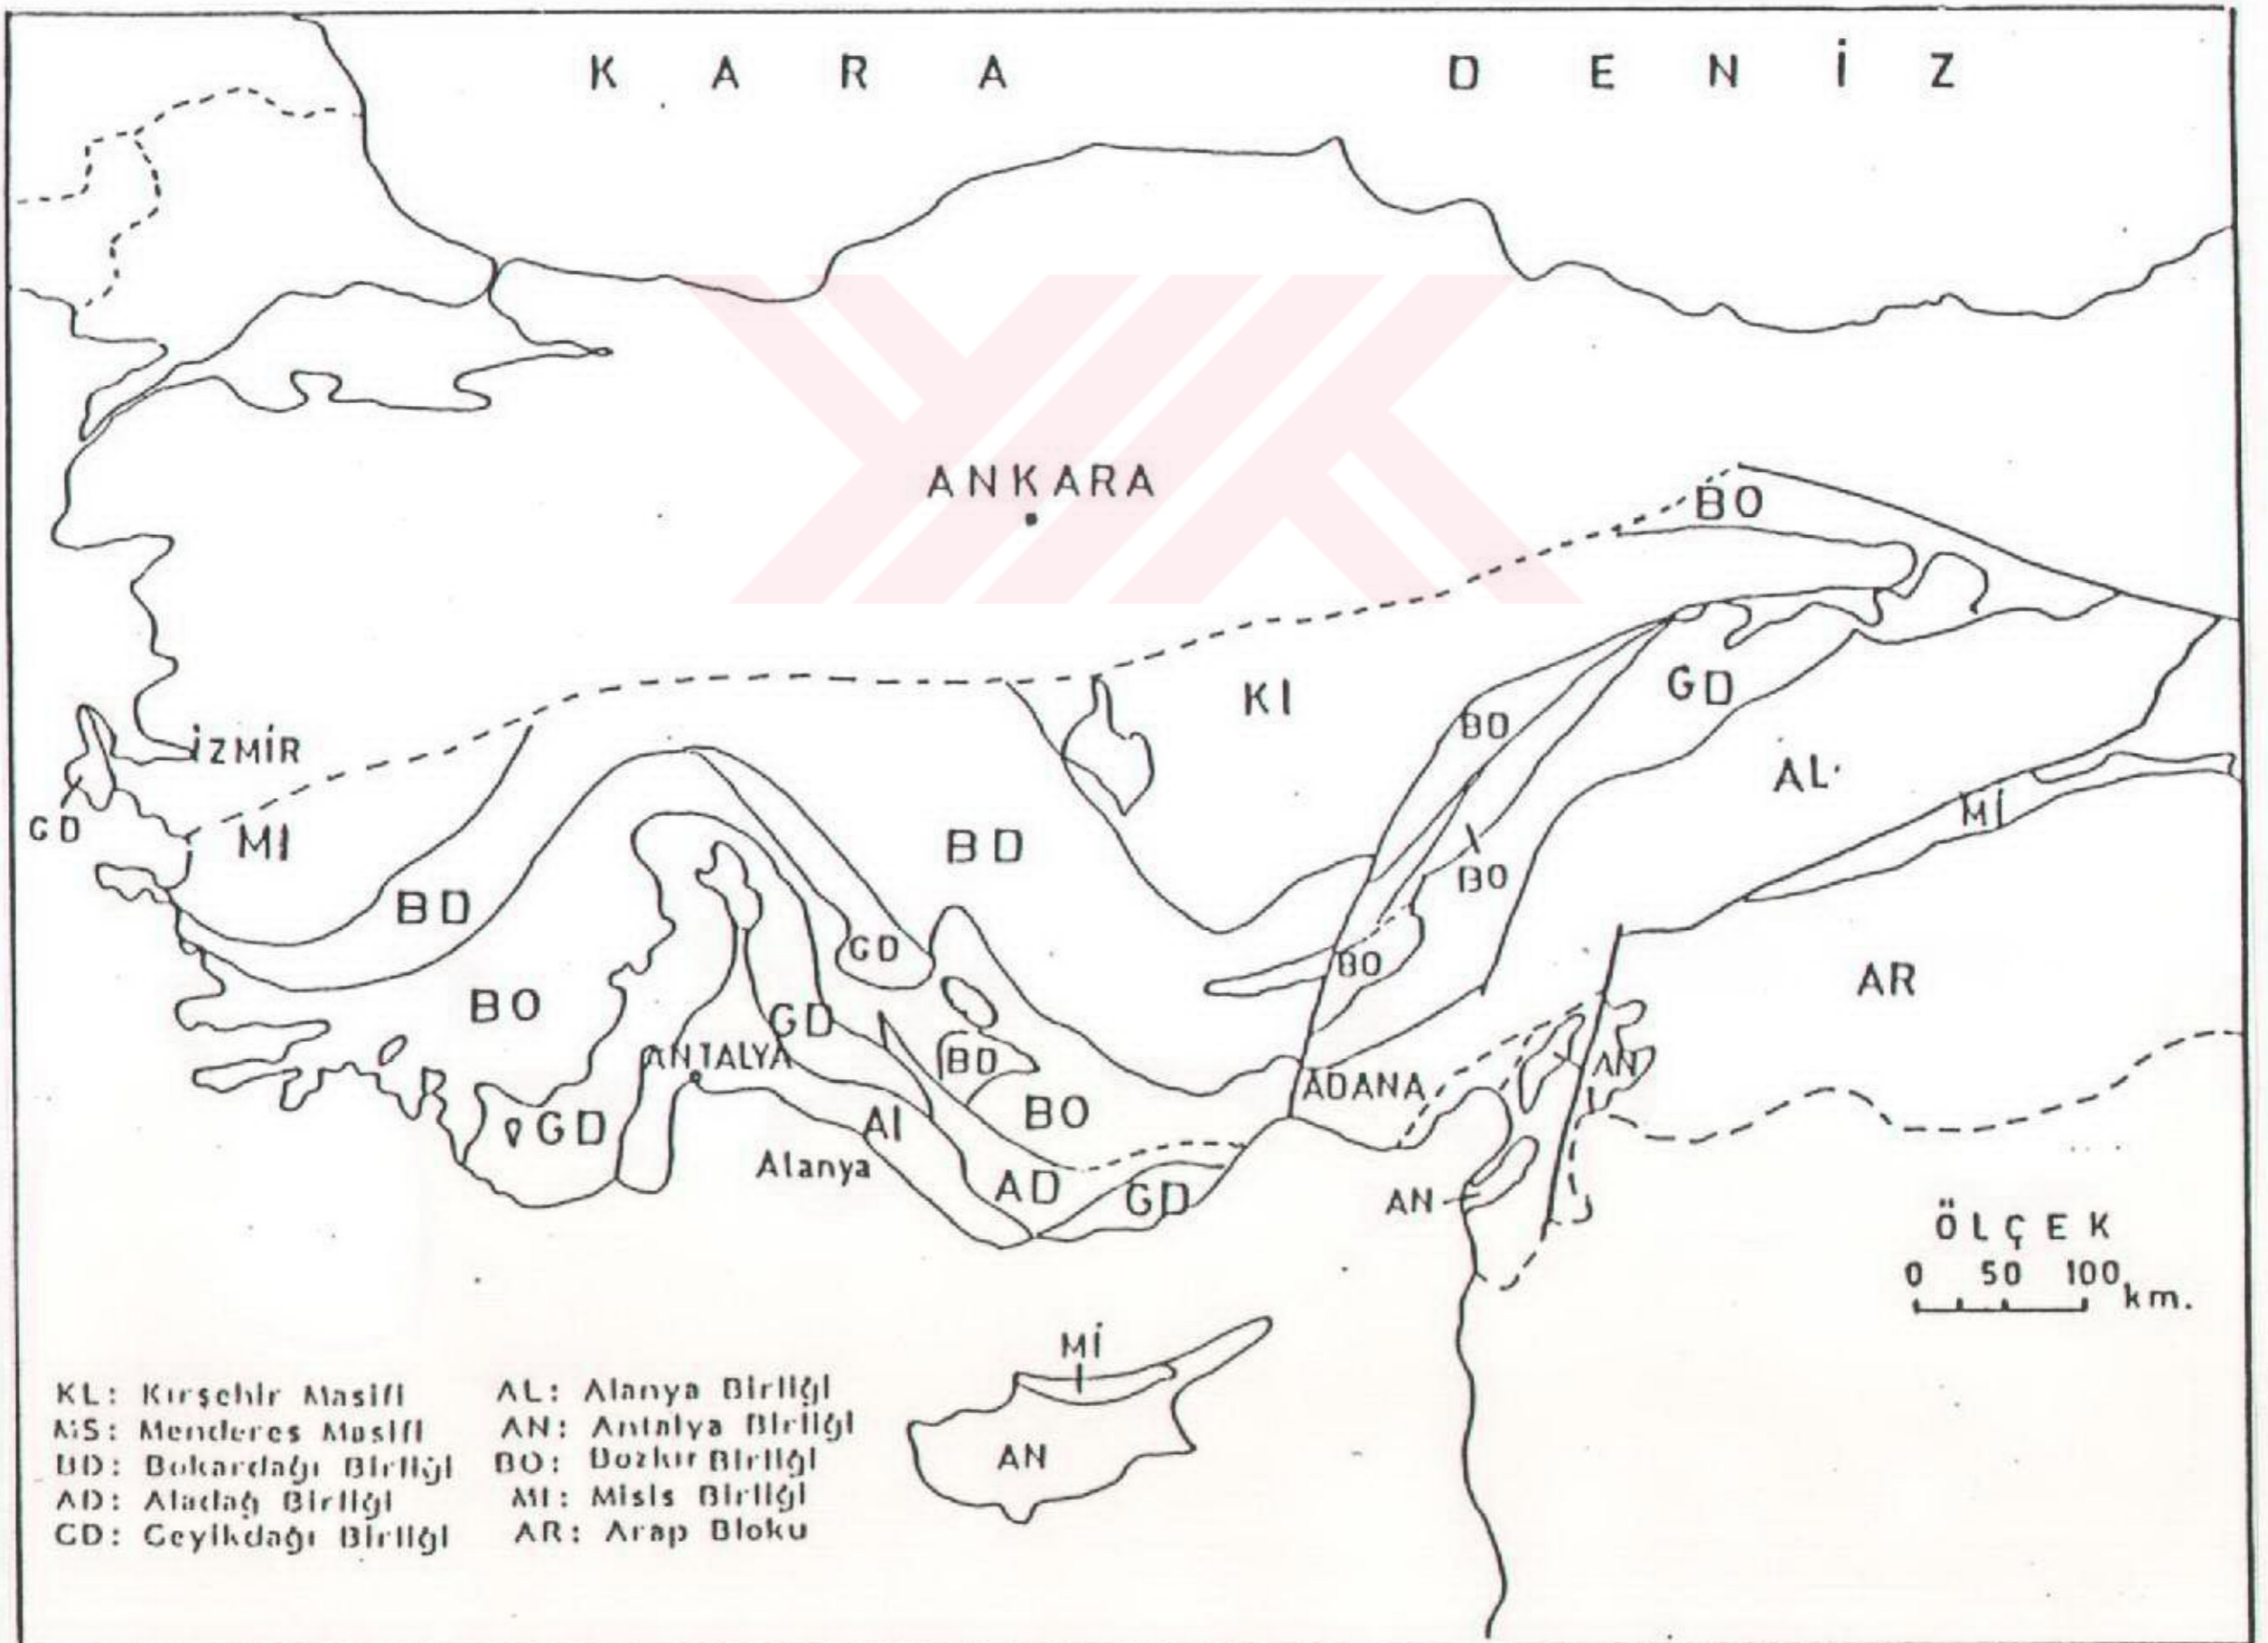 KARA DENİZ
ANKARA
BO
KI
GD
BO
İZMİR
AL
GD
MI
Mİ
BD
BO
BD
GD
BO
AR
BO
GD
ANTALYA
BD
AN
ADANA
BO
GD
AI
Alanya
AD
GD
AN
ÖLÇEK
0 50 100 km.
Mİ
AN
KL: Kırşehir Masifi
MS: Menderes Masifi
BD: Bokardağı Birliği
AD: Aladağ Birliği
GD: Geyikdağı Birliği
AL: Alanya Birliği
AN: Antalya Birliği
BO: Bozkır Birliği
Mİ: Misis Birliği
AR: Arap Bloku